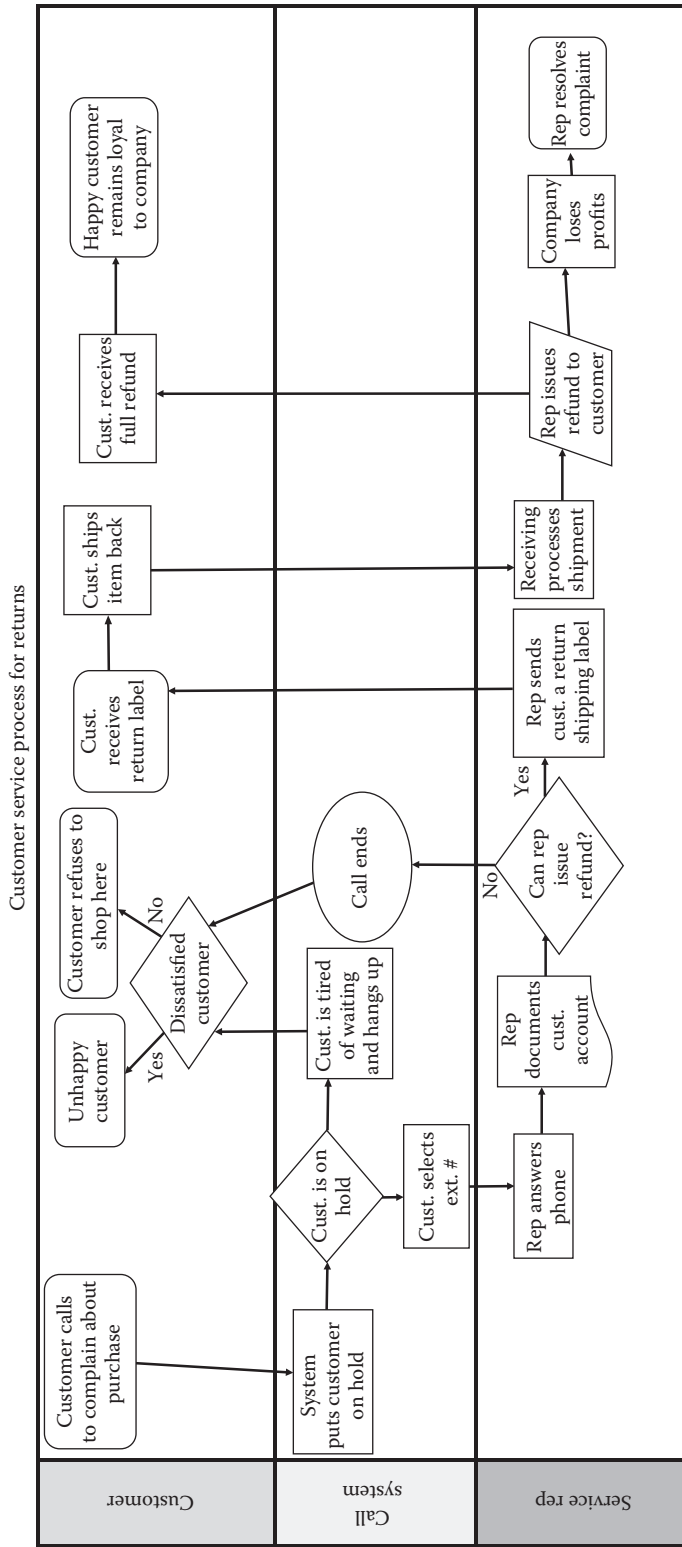 Customer service process for returns
Customer
Customer calls
to complain about
purchase
Unhappy
customer
Customer refuses to
shop here
Yes
No
Dissatisfied
customer
Cust.
receives
return label
Cust. ships
item back
Cust. receives
full refund
Happy customer
remains loyal
to company
Call
system
System
puts customer
on hold
Cust. is on
hold
Cust. selects
ext. #
Cust. is tired
of waiting
and hangs up
Call ends
Service rep
Rep answers
phone
Rep
documents
cust.
account
Can rep
issue
refund?
No
Yes
Rep sends
cust. a return
shipping label
Receiving
processes
shipment
Rep issues
refund to
customer
Company
loses
profits
Rep resolves
complaint